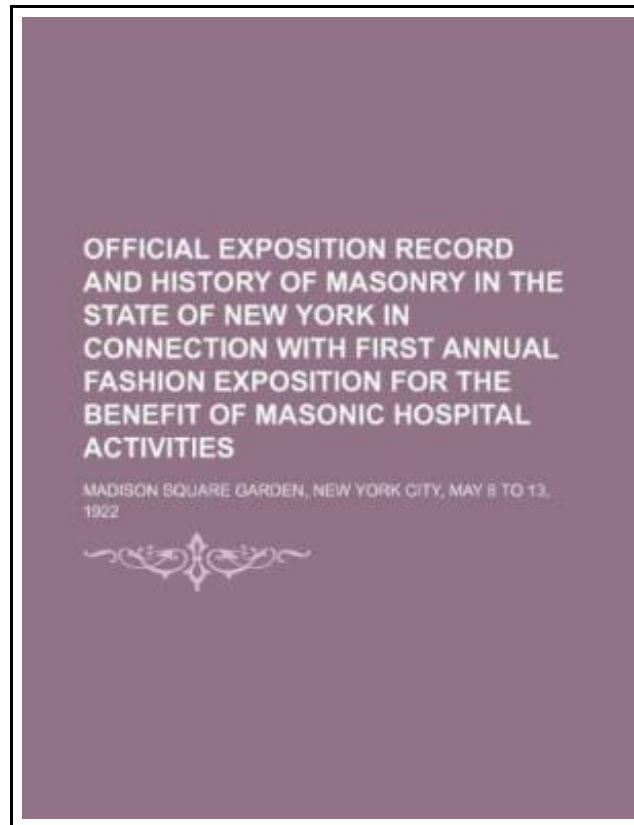 OFFICIAL EXPOSITION RECORD
AND HISTORY OF MASONRY IN THE
STATE OF NEW YORK IN
CONNECTION WITH FIRST ANNUAL
FASHION EXPOSITION FOR THE
BENEFIT OF MASONIC HOSPITAL
ACTIVITIES
MADISON SQUARE GARDEN, NEW YORK CITY, MAY 8 TO 13,
1922